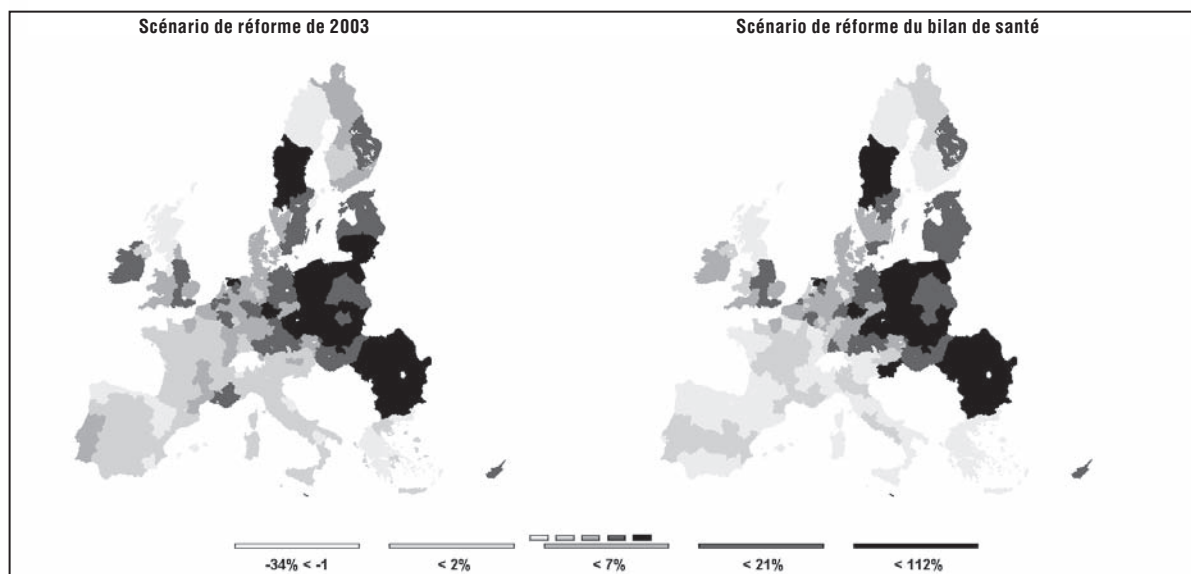 Scénario de réforme de 2003
Scénario de réforme du bilan de santé
-34% < -1
< 2%
< 7%
< 21%
< 112%